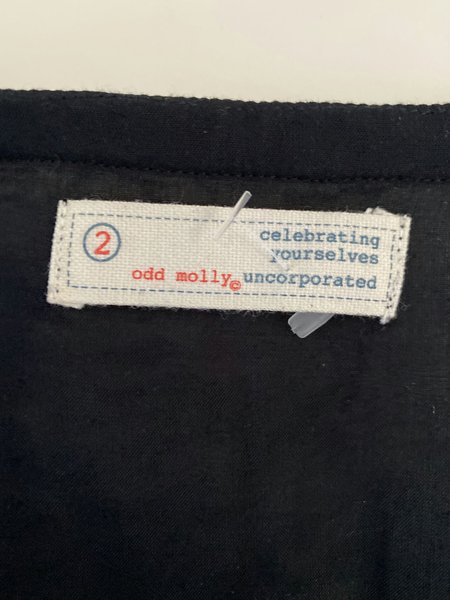 2
celebrating
yourselves
odd molly© uncorporated